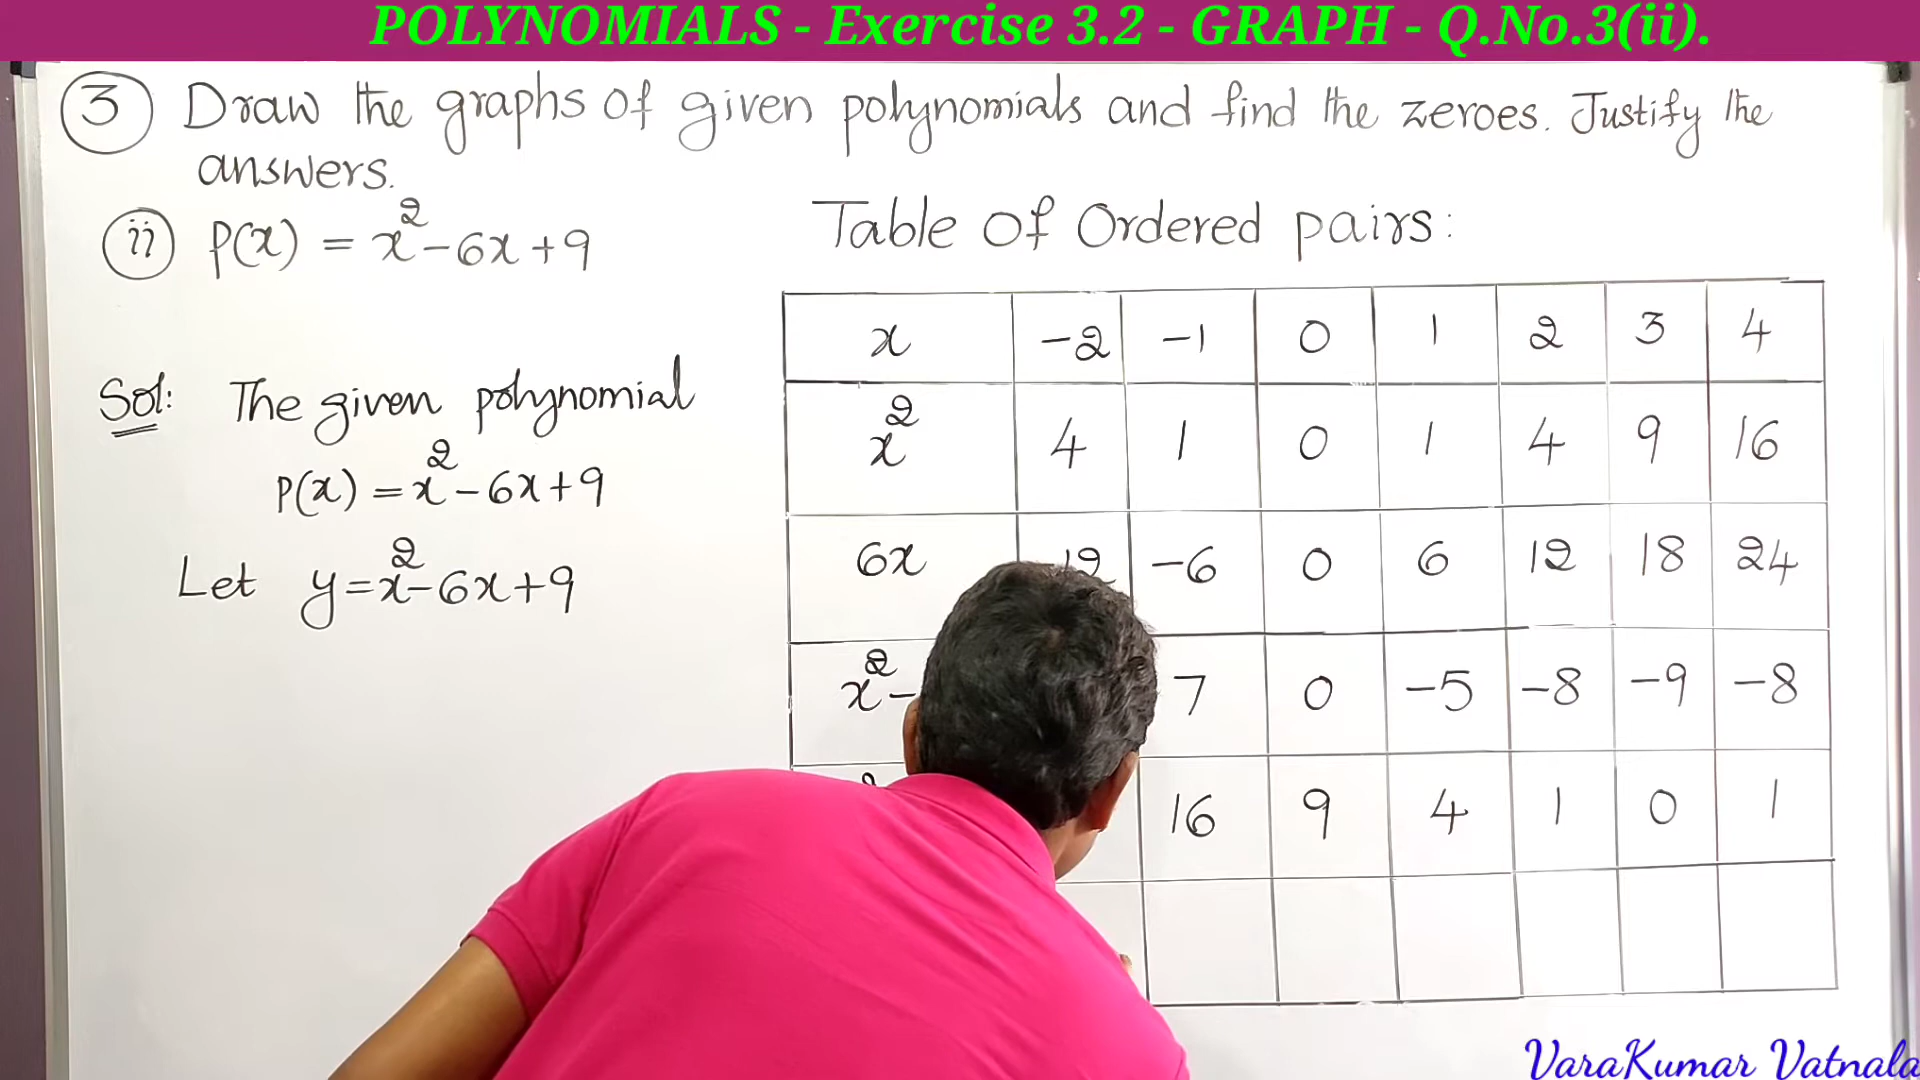 POLYNOMIALS - Exercise 3.2 - GRAPH - Q.No.3(ii).
3 Draw the graphs of given polynomials and find the zeroes. Justify the
answers.
ii p(x) = x² - 6x + 9
Sol: The given polynomial
p(x) = x² - 6x + 9
Let y = x² - 6x + 9
Table Of Ordered pairs:
x -2 -1 0 1 2 3 4
x² 4 1 0 1 4 9 16
6x 12 -6 0 6 12 18 24
x² - 7 0 -5 -8 -9 -8
16 9 4 1 0 1
VaraKumar Vatnala